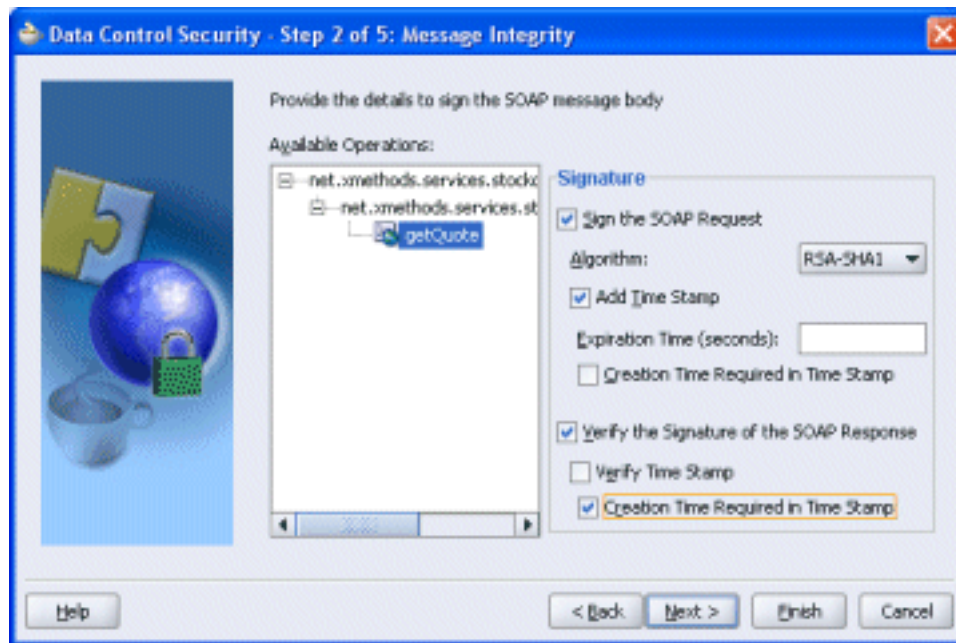 Data Control Security - Step 2 of 5: Message Integrity
Provide the details to sign the SOAP message body
Available Operations:
net.xmethods.services.stockq
net.xmethods.services.st
getQuote
Signature
Sign the SOAP Request
Algorithm:
RSA-SHA1
Add Time Stamp
Expiration Time (seconds):
Creation Time Required in Time Stamp
Verify the Signature of the SOAP Response
Verify Time Stamp
Creation Time Required in Time Stamp
Help
< Back
Next >
Finish
Cancel